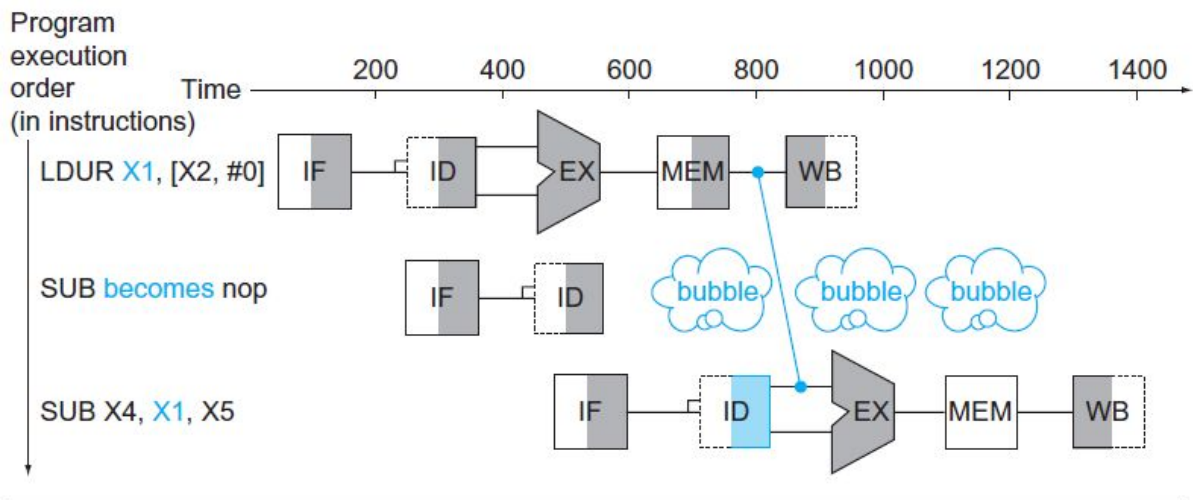 Program
execution
order
(in instructions)
Time
200 400 600 800 1000 1200 1400
LDUR X1, [X2, #0] IF ID EX MEM WB
SUB becomes nop IF ID bubble bubble bubble
SUB X4, X1, X5 IF ID EX MEM WB